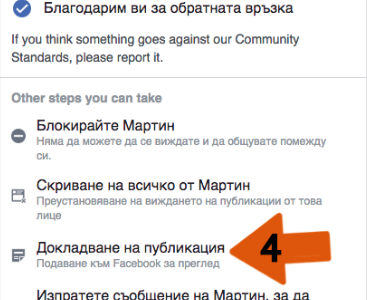 Благодарим ви за обратната връзка
If you think something goes against our Community
Standards, please report it.
Other steps you can take
Блокирайте Мартин
Няма да можете да се виждате и да общувате помежду
си.
Скриване на всичко от Мартин
Преустановяване на виждането на публикации от това
лице
Докладване на публикация
4
Подаване към Facebook за преглед
Изпратете съобщение на Мартин, за да